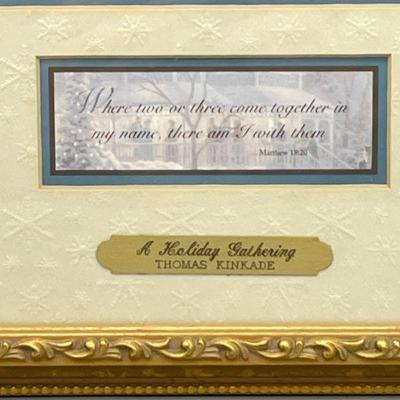 Where two or three come together in
my name, there am I with them
Matthew 18:20
A Holiday Gathering
THOMAS KINKADE